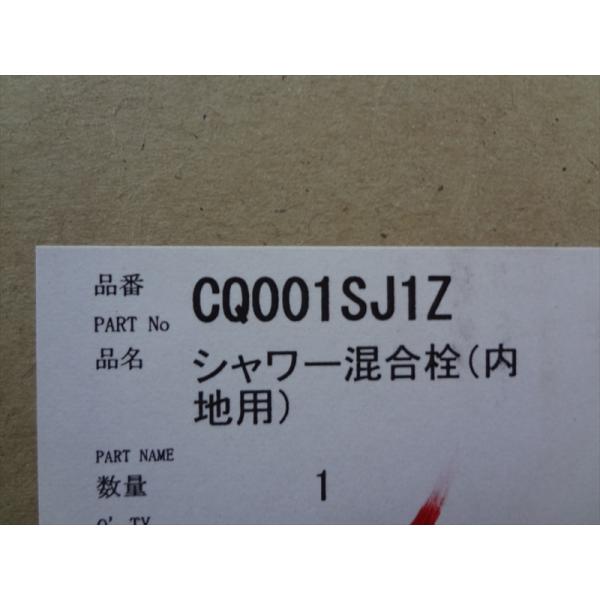 品番 CQ001SJ1Z
PART No
品名 シャワー混合栓(内
地用)
PART NAME
数量 1
Q'TY